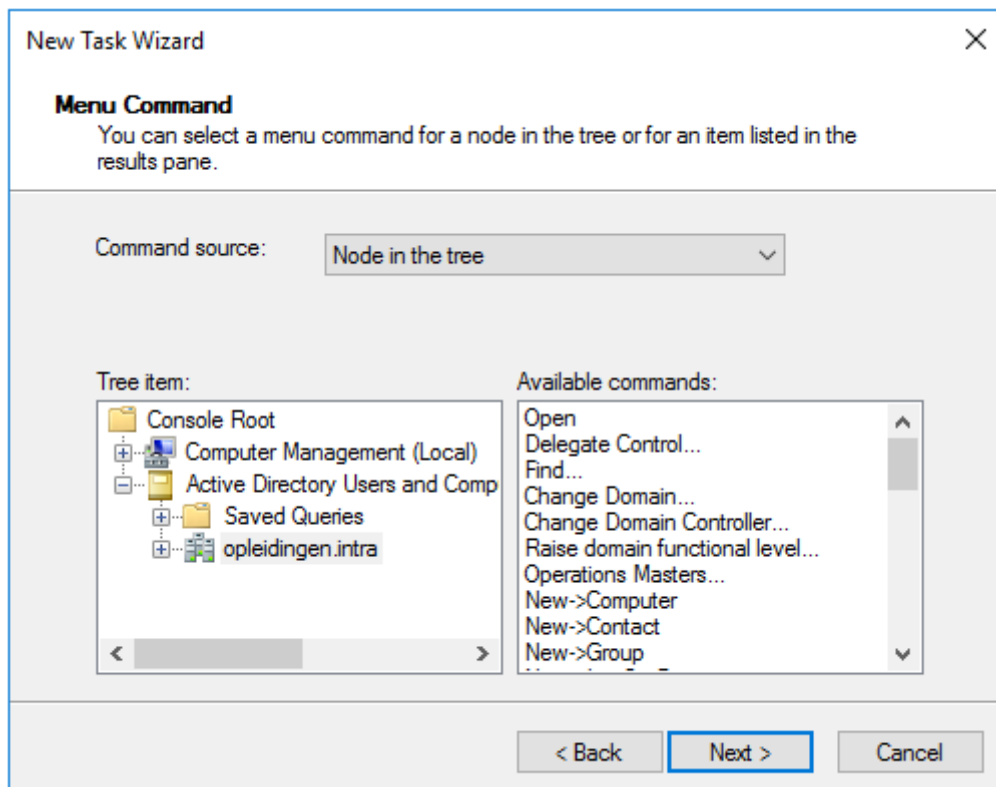 New Task Wizard
Menu Command
You can select a menu command for a node in the tree or for an item listed in the
results pane.
Command source:
Node in the tree
Tree item:
Console Root
Computer Management (Local)
Active Directory Users and Comp
Saved Queries
opleidingen.intra
Available commands:
Open
Delegate Control...
Find...
Change Domain...
Change Domain Controller...
Raise domain functional level...
Operations Masters...
New->Computer
New->Contact
New->Group
< Back
Next >
Cancel